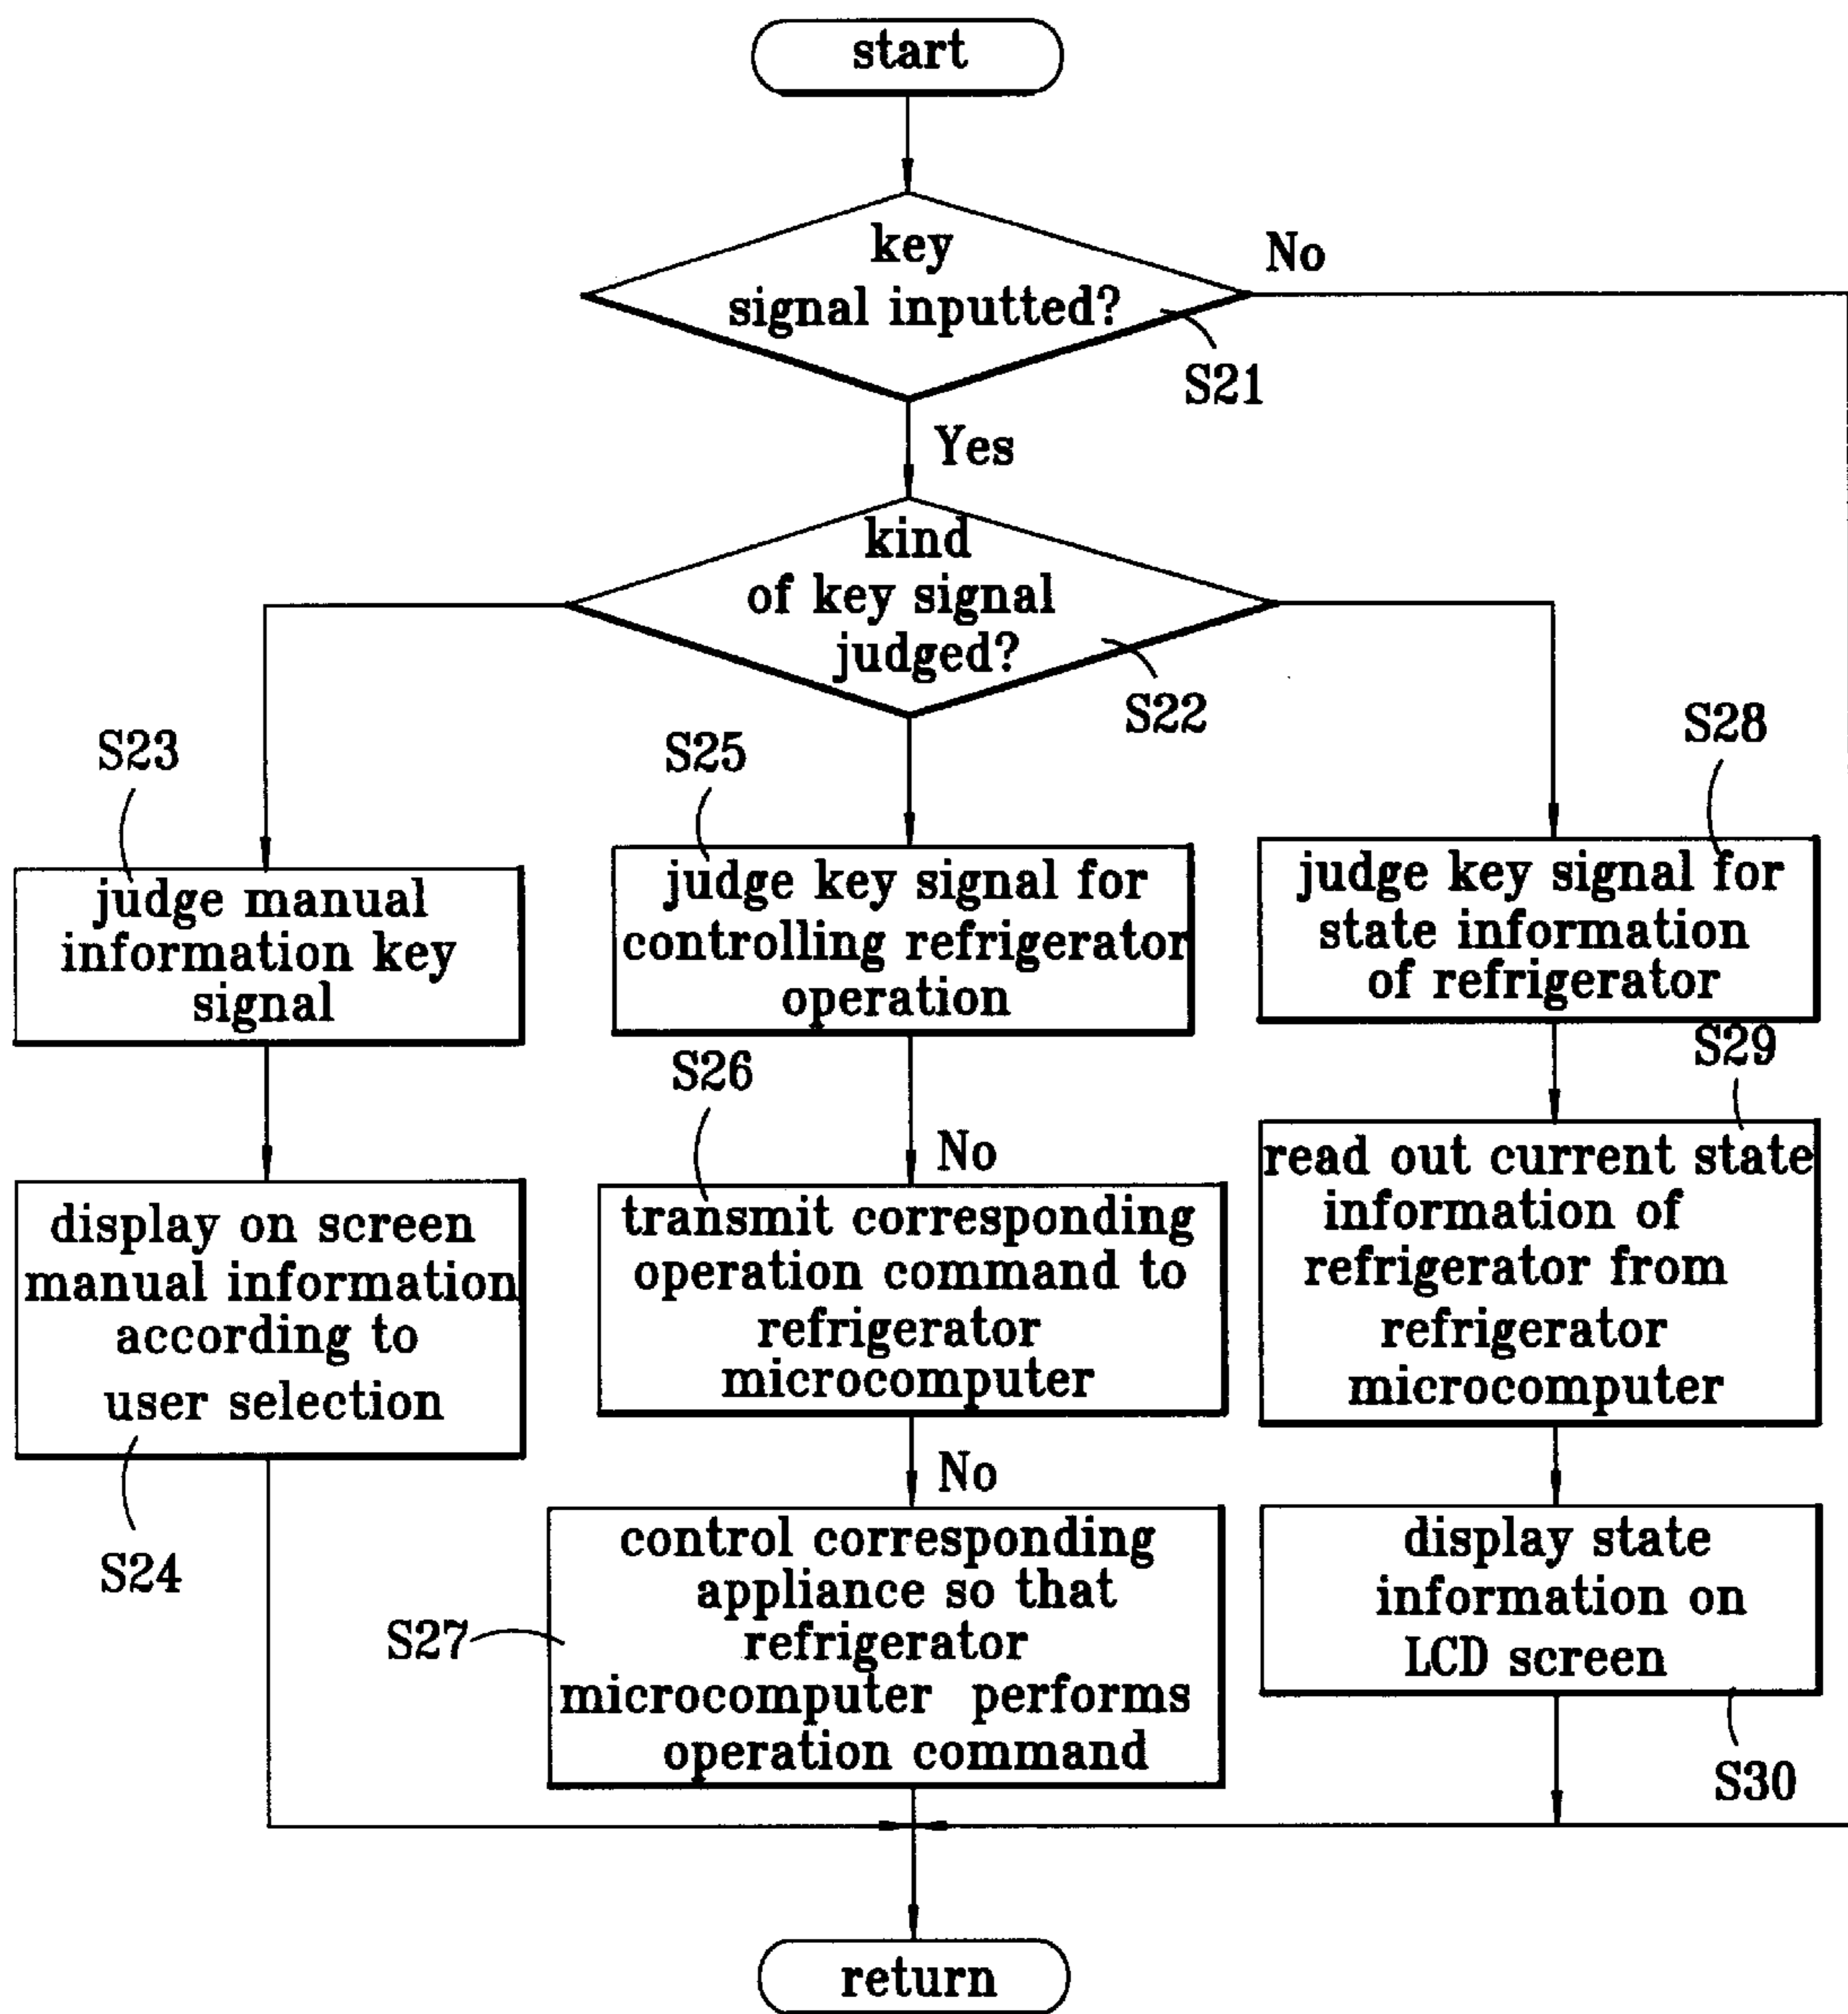 start
key
signal inputted?
No
S21
Yes
kind
of key signal
judged?
S22
S23
judge manual
information key
signal
display on screen
manual information
according to
user selection
S24
S25
judge key signal for
controlling refrigerator
operation
S26
No
transmit corresponding
operation command to
refrigerator
microcomputer
No
control corresponding
appliance so that
refrigerator
microcomputer performs
operation command
S27
S28
judge key signal for
state information
of refrigerator
S29
read out current state
information of
refrigerator from
refrigerator
microcomputer
display state
information on
LCD screen
S30
return